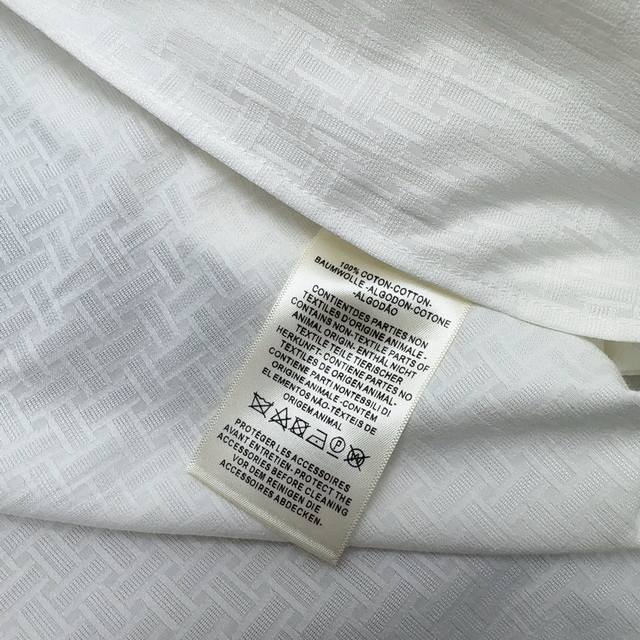 100% COTON-COTTON-
BAUMWOLLE-ALGODON-COTONE
-ALGODÃO
CONTIENT DES PARTIES NON
TEXTILES D'ORIGINE ANIMALE-
CONTAINS NON-TEXTILE PARTS OF
ANIMAL ORIGIN. ENTHÄL NICHT
TEXTILE TEILE TIERISCHER
HERKUNFT-CONTIENE PARTES NO
TEXTILES DE ORIGEN ANIMAL-
CONTIENE PARTI NON TESSILI DI
ORIGINE ANIMALE-CONTÉM
ELEMENTOS NÃO-TÊXTEIS DE
ORIGEM ANIMAL
P
PROTÉGER LES ACCESSOIRES
AVANT ENTRETIEN- PROTECT THE
ACCESSORIES BEFORE CLEANING
VOR DEM REINIGEN DIE
ACCESSOIRES ABDECKEN-